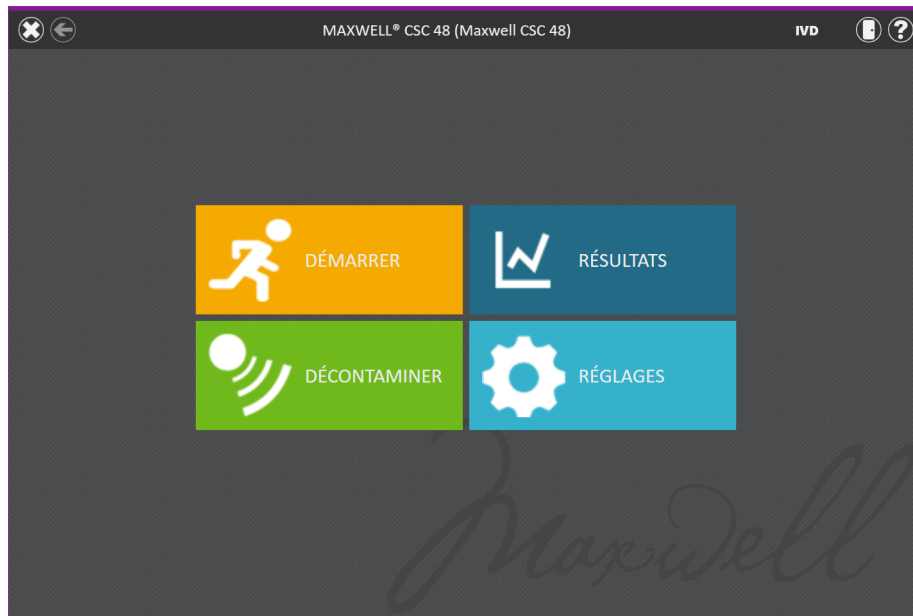 MAXWELL® CSC 48 (Maxwell CSC 48)
IVD
?
DÉMARRER
RÉSULTATS
DÉCONTAMINER
RÉGLAGES
Maxwell